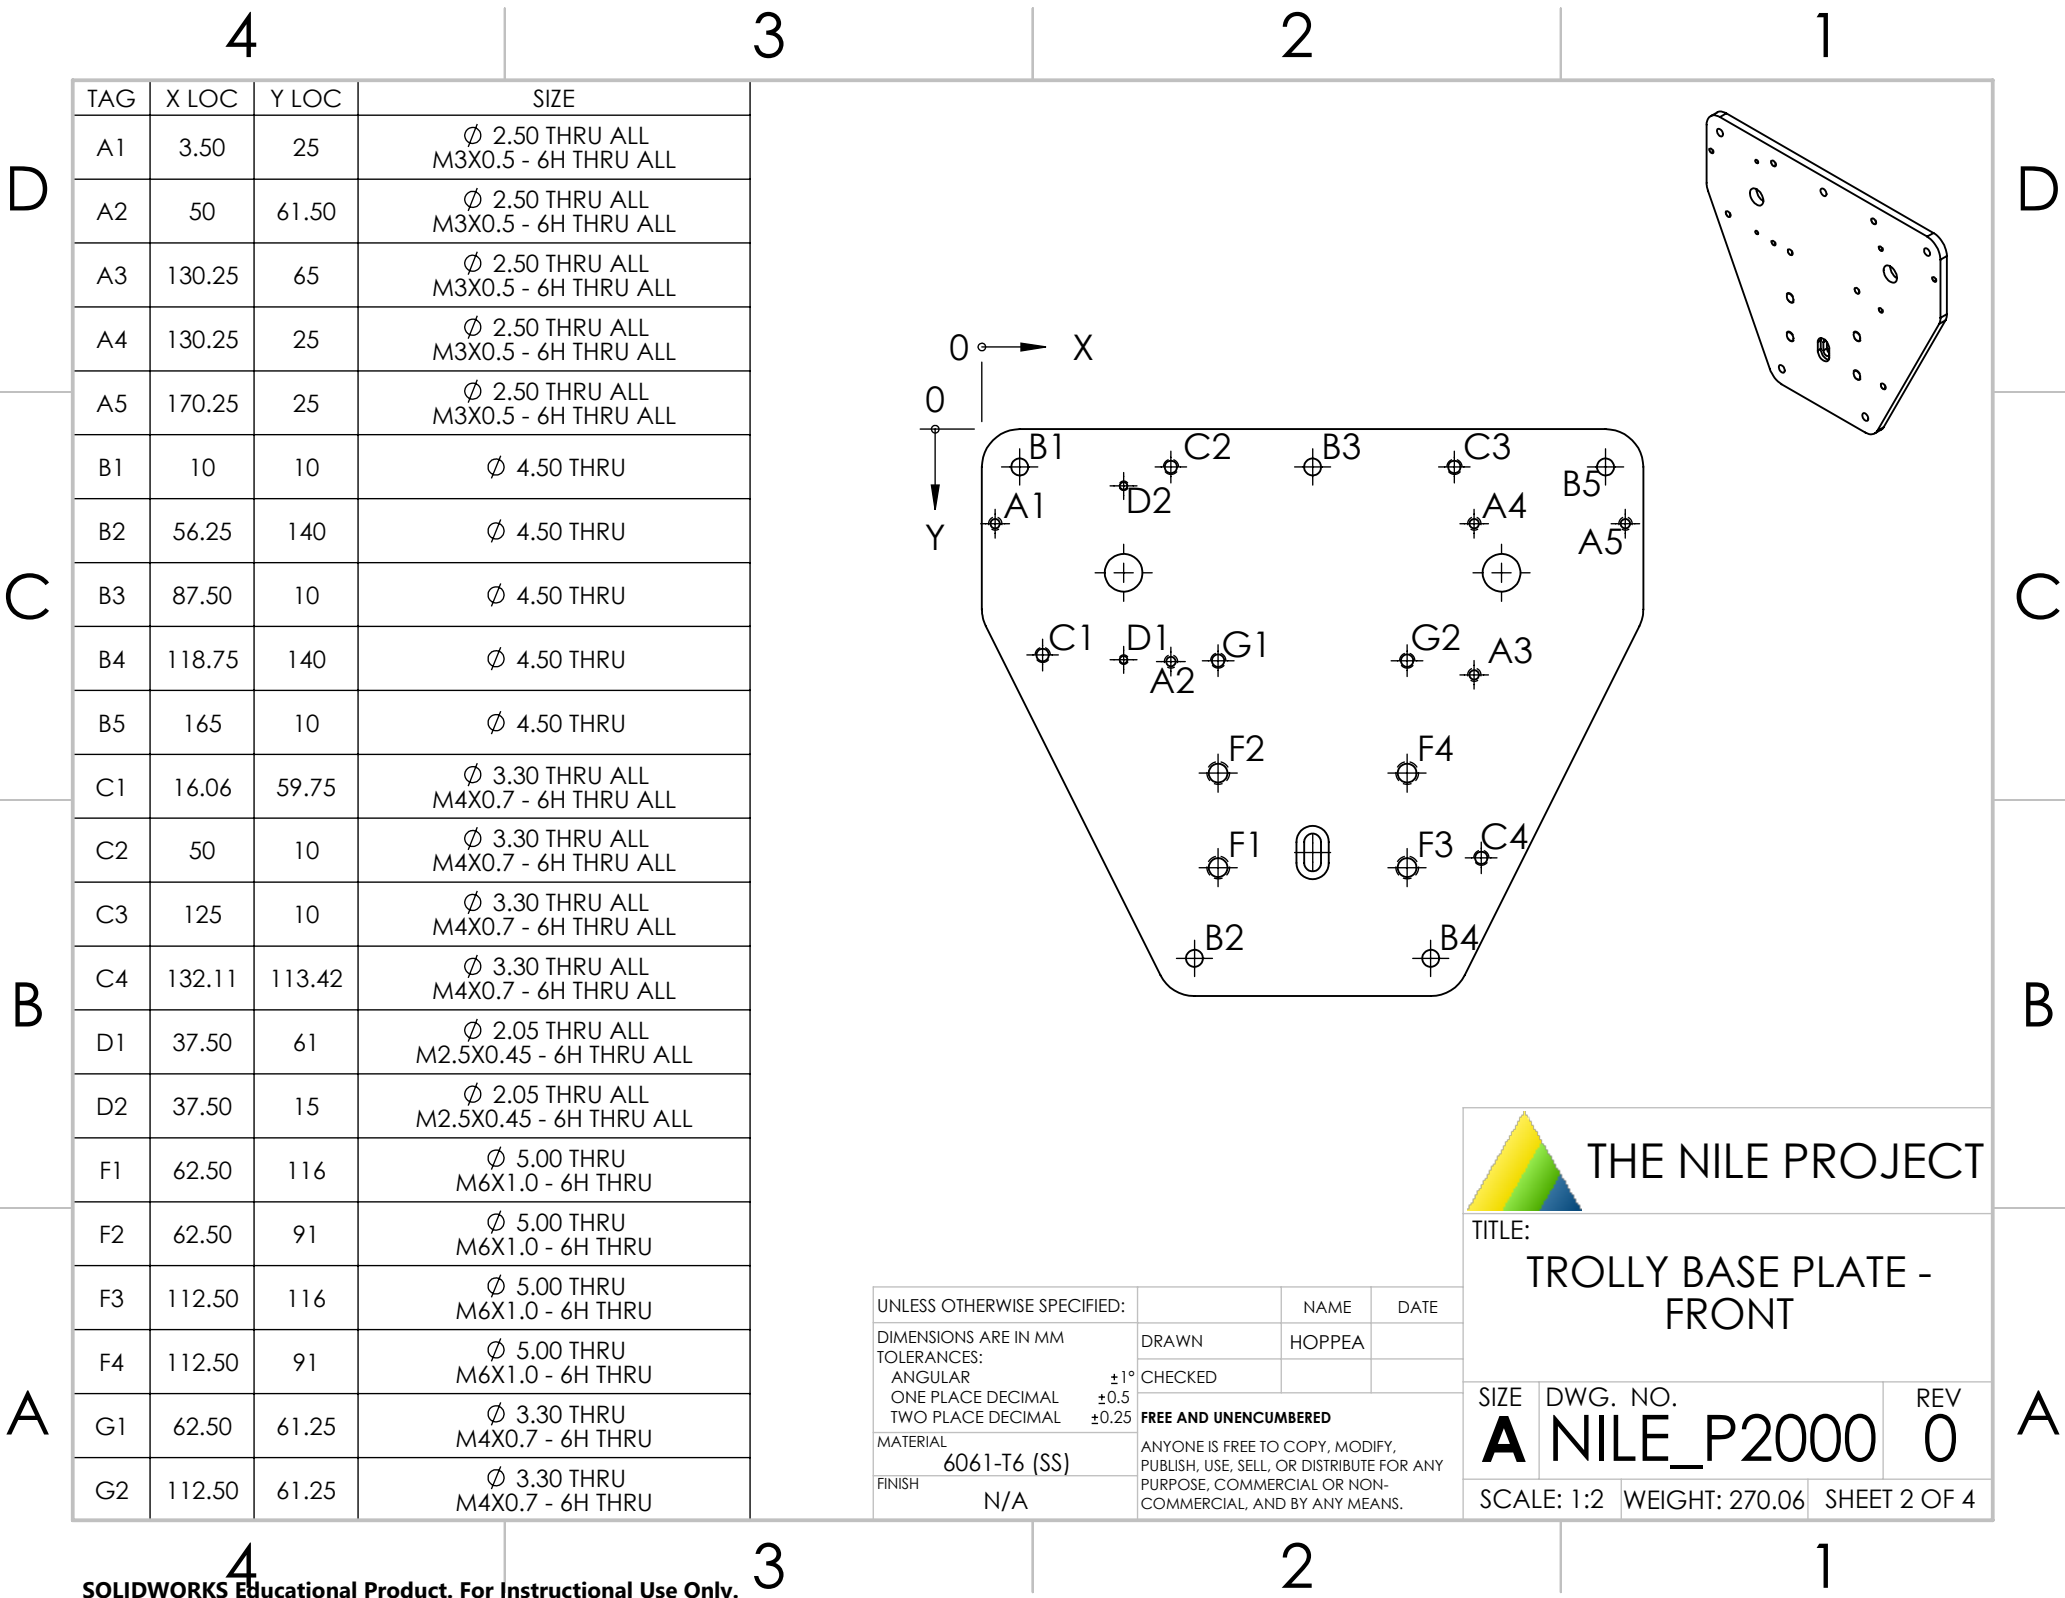 4 3 2 1
D D
C C
B B
A A
TAG X LOC Y LOC SIZE
A1 3.50 25 Ø 2.50 THRU ALL
M3X0.5 - 6H THRU ALL
A2 50 61.50 Ø 2.50 THRU ALL
M3X0.5 - 6H THRU ALL
A3 130.25 65 Ø 2.50 THRU ALL
M3X0.5 - 6H THRU ALL
A4 130.25 25 Ø 2.50 THRU ALL
M3X0.5 - 6H THRU ALL
A5 170.25 25 Ø 2.50 THRU ALL
M3X0.5 - 6H THRU ALL
B1 10 10 Ø 4.50 THRU
B2 56.25 140 Ø 4.50 THRU
B3 87.50 10 Ø 4.50 THRU
B4 118.75 140 Ø 4.50 THRU
B5 165 10 Ø 4.50 THRU
C1 16.06 59.75 Ø 3.30 THRU ALL
M4X0.7 - 6H THRU ALL
C2 50 10 Ø 3.30 THRU ALL
M4X0.7 - 6H THRU ALL
C3 125 10 Ø 3.30 THRU ALL
M4X0.7 - 6H THRU ALL
C4 132.11 113.42 Ø 3.30 THRU ALL
M4X0.7 - 6H THRU ALL
D1 37.50 61 Ø 2.05 THRU ALL
M2.5X0.45 - 6H THRU ALL
D2 37.50 15 Ø 2.05 THRU ALL
M2.5X0.45 - 6H THRU ALL
F1 62.50 116 Ø 5.00 THRU
M6X1.0 - 6H THRU
F2 62.50 91 Ø 5.00 THRU
M6X1.0 - 6H THRU
F3 112.50 116 Ø 5.00 THRU
M6X1.0 - 6H THRU
F4 112.50 91 Ø 5.00 THRU
M6X1.0 - 6H THRU
G1 62.50 61.25 Ø 3.30 THRU
M4X0.7 - 6H THRU
G2 112.50 61.25 Ø 3.30 THRU
M4X0.7 - 6H THRU
0 X
0
Y
B1 C2 B3 C3 B5
D2
A1 A4 A5
C1 D1 A2 G1 G2 A3
F2 F4
F1 F3 C4
B2 B4
UNLESS OTHERWISE SPECIFIED:
DIMENSIONS ARE IN MM
TOLERANCES:
ANGULAR ±1°
ONE PLACE DECIMAL ±0.5
TWO PLACE DECIMAL ±0.25
MATERIAL
6061-T6 (SS)
FINISH
N/A
NAME DATE
DRAWN HOPPEA
CHECKED
FREE AND UNENCUMBERED
ANYONE IS FREE TO COPY, MODIFY,
PUBLISH, USE, SELL, OR DISTRIBUTE FOR ANY
PURPOSE, COMMERCIAL OR NON-
COMMERCIAL, AND BY ANY MEANS.
THE NILE PROJECT
TITLE:
TROLLY BASE PLATE -
FRONT
SIZE DWG. NO. REV
A NILE_P2000 0
SCALE: 1:2 WEIGHT: 270.06 SHEET 2 OF 4
4 3 2 1
SOLIDWORKS Educational Product. For Instructional Use Only.